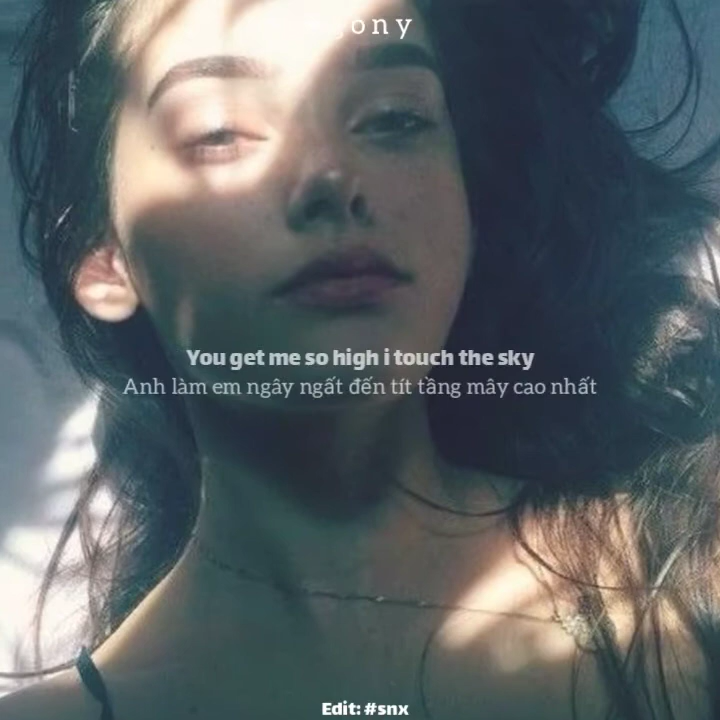 You get me so high i touch the sky
Anh làm em ngây ngất đến tít tầng mây cao nhất
Edit: #snx